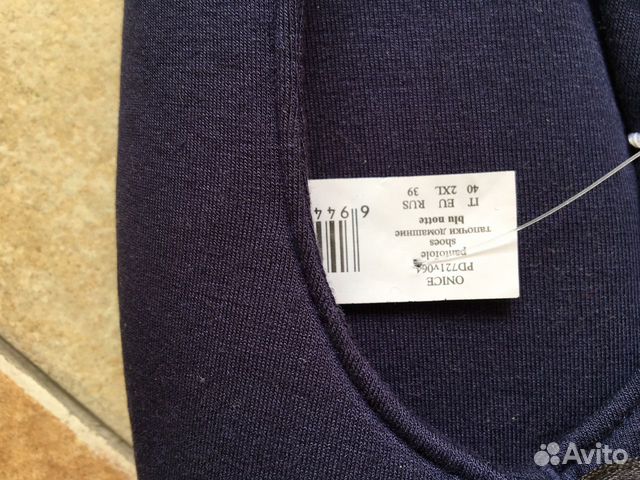 ONICE
PD721v064
pantofole
shoes
тапочки домашние
blu notte
IT EU RUS
40 2XL 39
6 944
Avito